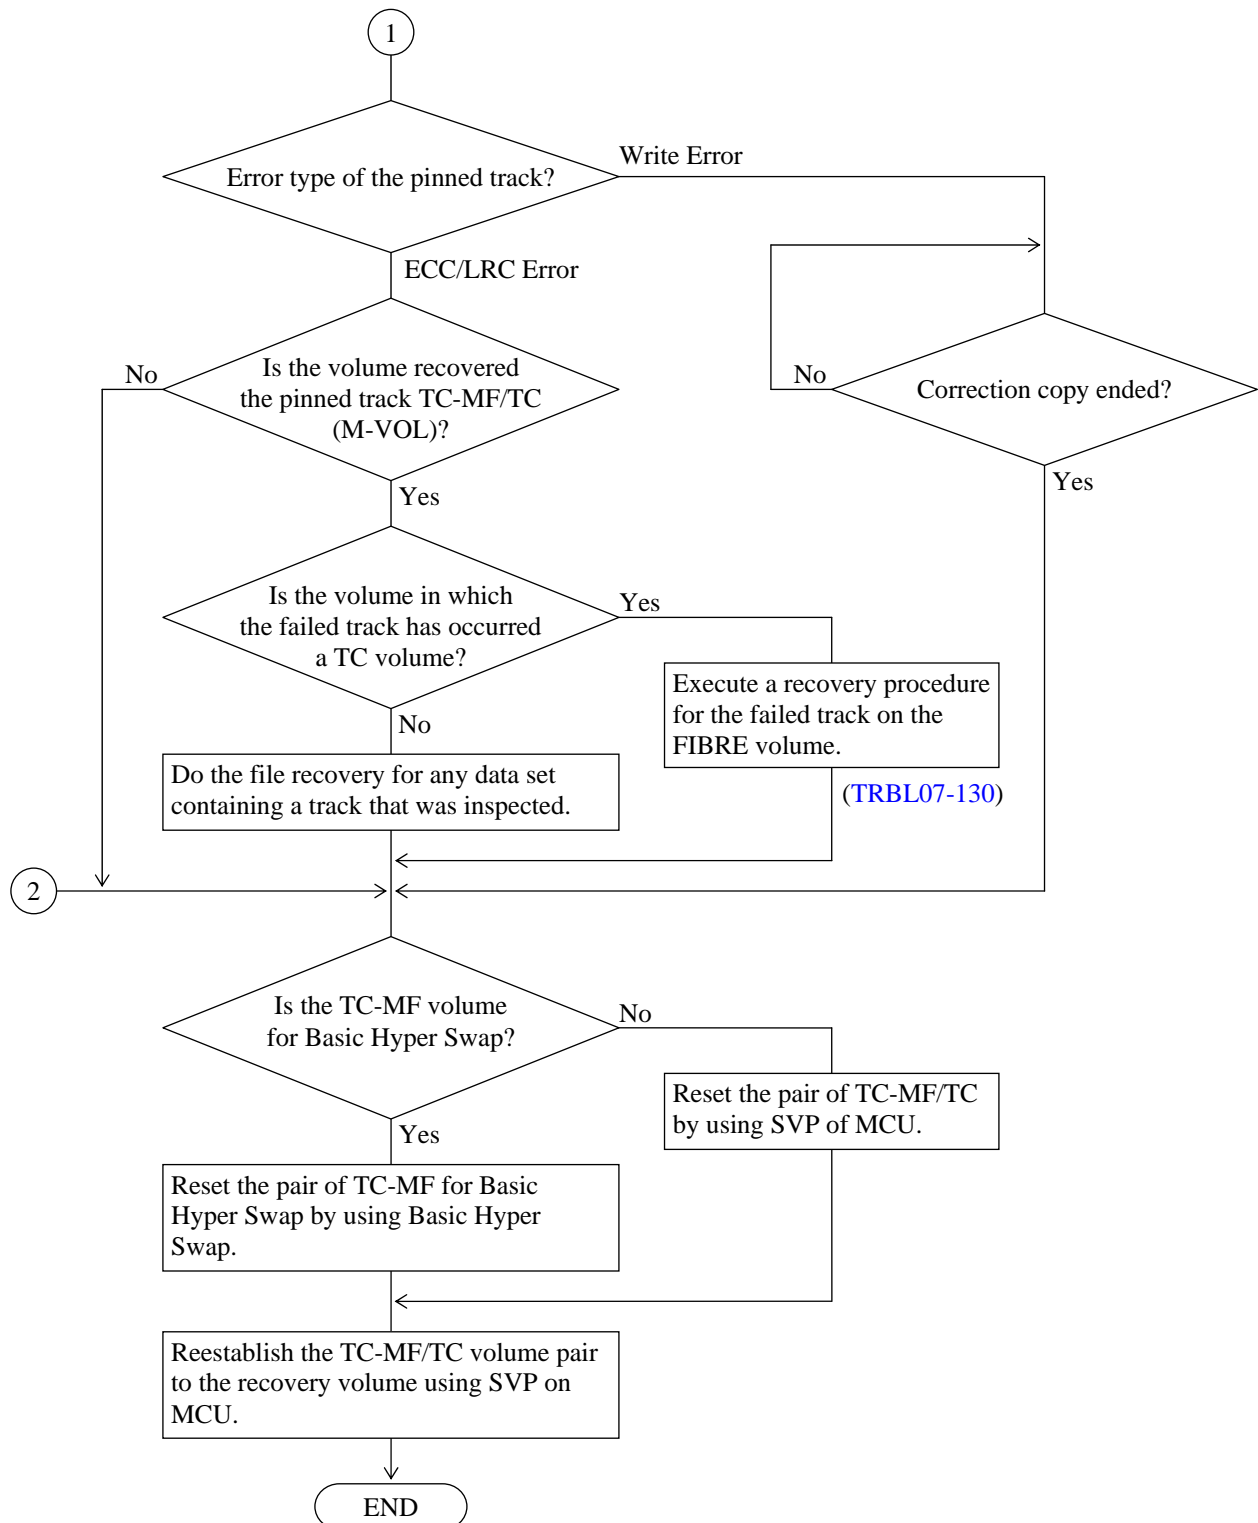 1
Error type of the pinned track?
Write Error
ECC/LRC Error
Is the volume recovered
the pinned track TC-MF/TC
(M-VOL)?
No
Yes
No
Correction copy ended?
Yes
Is the volume in which
the failed track has occurred
a TC volume?
Yes
No
Execute a recovery procedure
for the failed track on the
FIBRE volume.
(TRBL07-130)
Do the file recovery for any data set
containing a track that was inspected.
2
Is the TC-MF volume
for Basic Hyper Swap?
No
Yes
Reset the pair of TC-MF/TC
by using SVP of MCU.
Reset the pair of TC-MF for Basic
Hyper Swap by using Basic Hyper
Swap.
Reestablish the TC-MF/TC volume pair
to the recovery volume using SVP on
MCU.
END